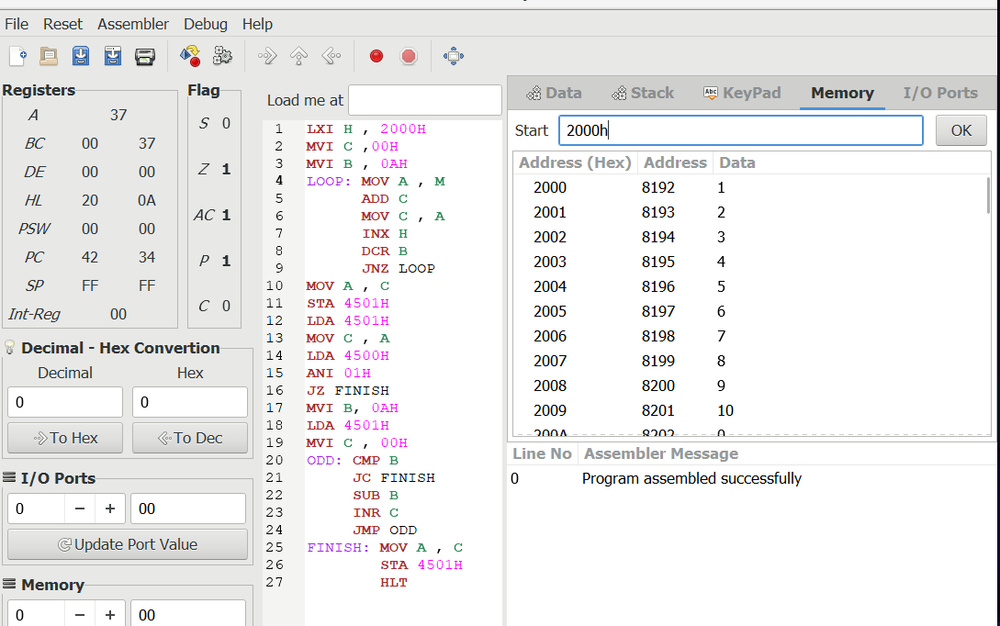 File Reset Assembler Debug Help
Registers
A 37
BC 00 37
DE 00 00
HL 20 0A
PSW 00 00
PC 42 34
SP FF FF
Int-Reg 00
Flag
S 0
Z 1
AC 1
P 1
C 0
Decimal - Hex Convertion
Decimal Hex
0 0
To Hex To Dec
I/O Ports
0 − + 00
Update Port Value
Memory
0 − + 00
Load me at
1 LXI H , 2000H
2 MVI C ,00H
3 MVI B , 0AH
4 LOOP: MOV A , M
5 ADD C
6 MOV C , A
7 INX H
8 DCR B
9 JNZ LOOP
10 MOV A , C
11 STA 4501H
12 LDA 4501H
13 MOV C , A
14 LDA 4500H
15 ANI 01H
16 JZ FINISH
17 MVI B, 0AH
18 LDA 4501H
19 MVI C , 00H
20 ODD: CMP B
21 JC FINISH
22 SUB B
23 INR C
24 JMP ODD
25 FINISH: MOV A , C
26 STA 4501H
27 HLT
Data Stack Abc KeyPad Memory I/O Ports
Start 2000h OK
Address (Hex) Address Data
2000 8192 1
2001 8193 2
2002 8194 3
2003 8195 4
2004 8196 5
2005 8197 6
2006 8198 7
2007 8199 8
2008 8200 9
2009 8201 10
200A 8202 0
Line No Assembler Message
0 Program assembled successfully